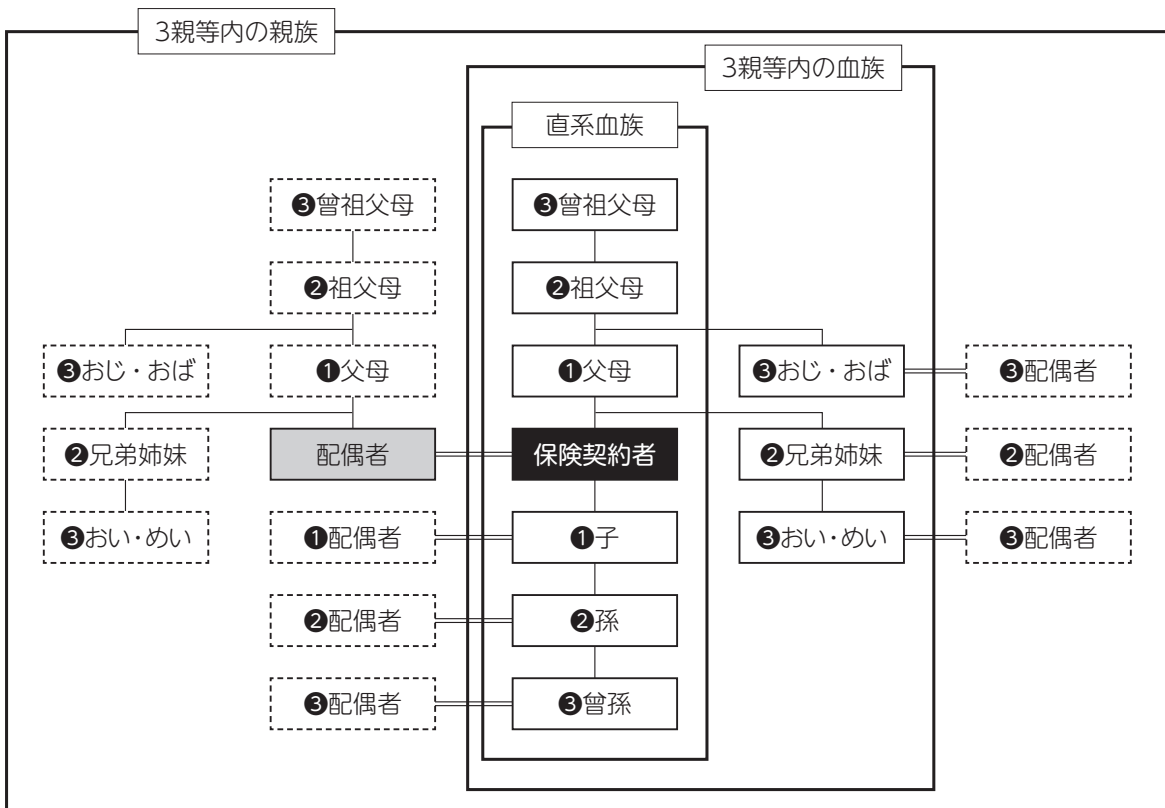 3親等内の親族
3親等内の血族
直系血族
❸曾祖父母
❸曾祖父母
❷祖父母
❷祖父母
❸おじ・おば
❶父母
❶父母
❸おじ・おば
❸配偶者
❷兄弟姉妹
配偶者
保険契約者
❷兄弟姉妹
❷配偶者
❸おい・めい
❶配偶者
❶子
❸おい・めい
❸配偶者
❷配偶者
❷孫
❸配偶者
❸曾孫